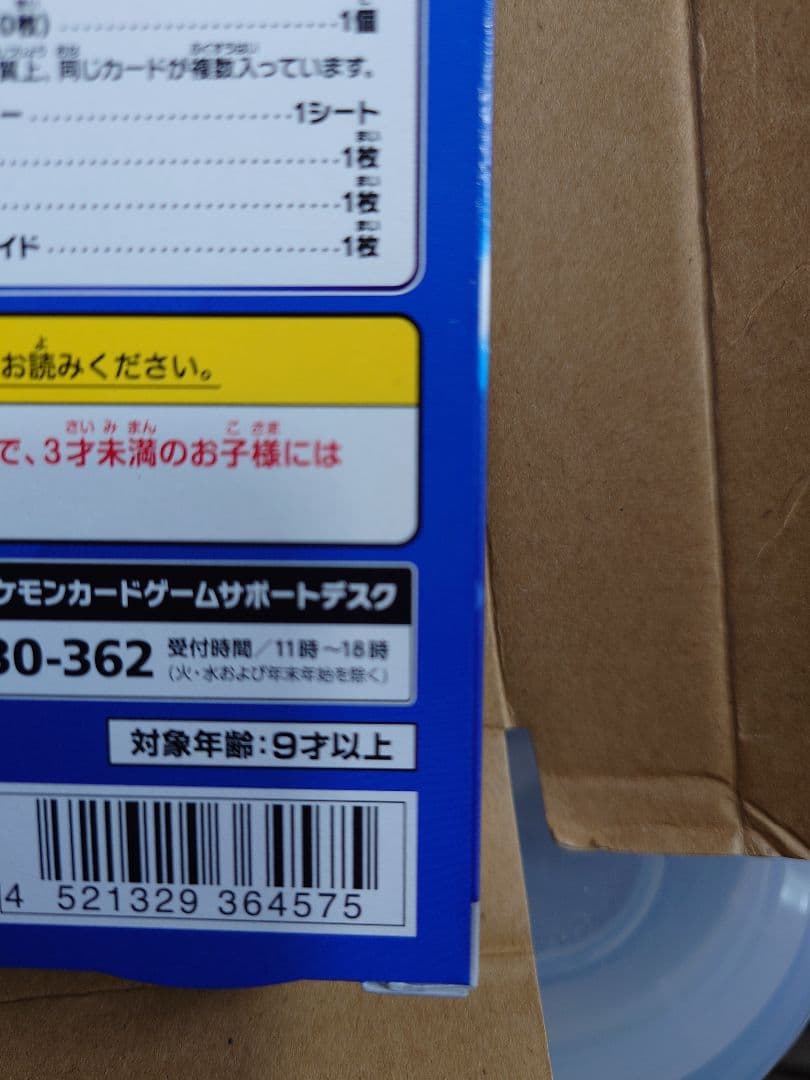 0枚) 1個
質上、同じカードが複数入っています。
ー 1シート
1枚
1枚
イド 1枚
お読みください。
で、3才未満のお子様には
ケモンカードゲームサポートデスク
30-362 受付時間/11時～18時
(火・水および年末年始を除く)
対象年齢:9才以上
4 521329 364575